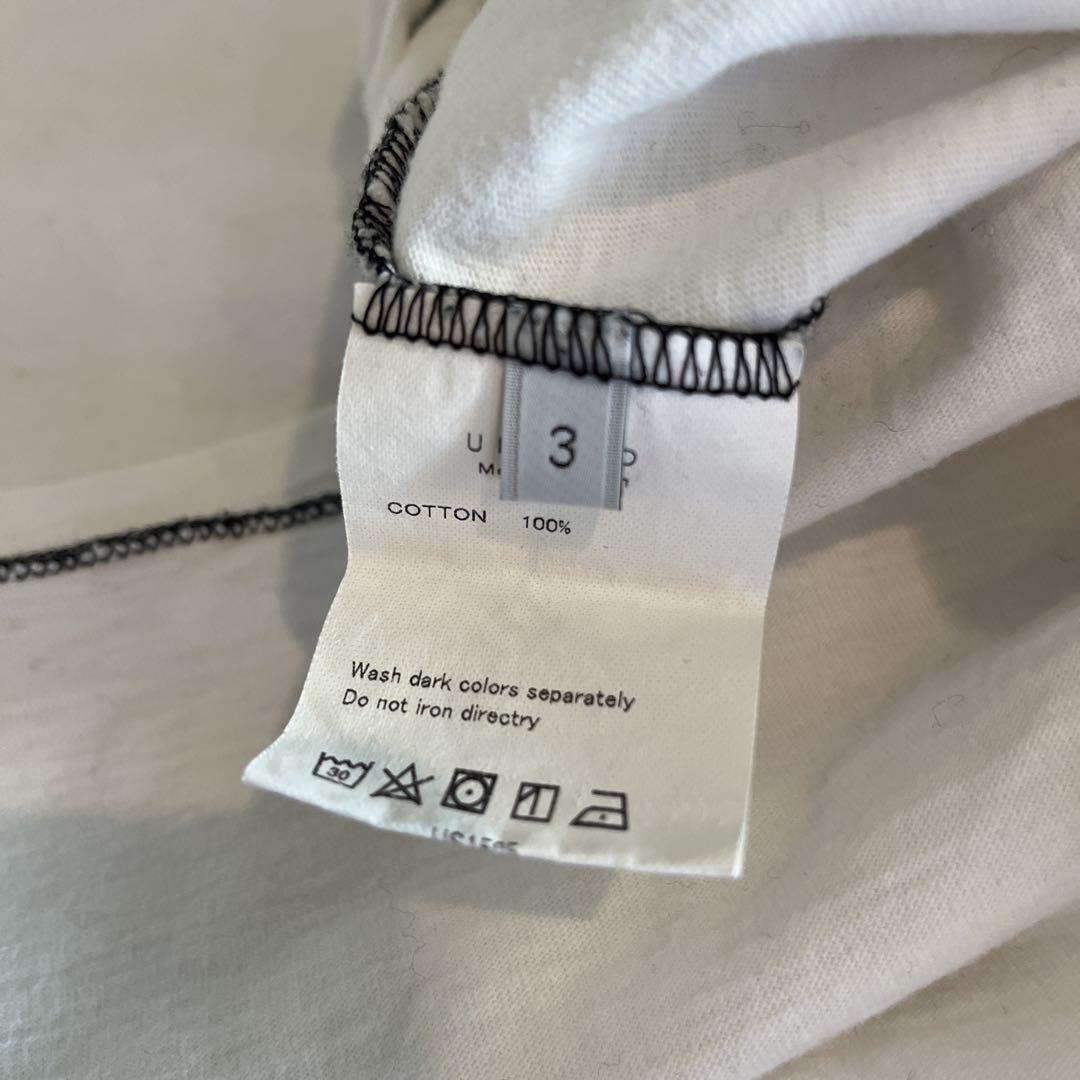 3
COTTON 100%
Wash dark colors separately
Do not iron directry
30